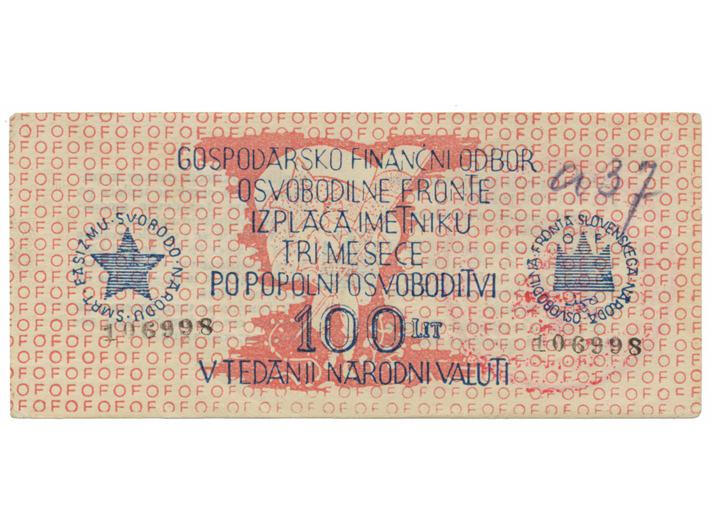 GOSPODARSKO FINANČNI ODBOR
OSVOBODILNE FRONTE
IZPLAČA IMETNIKU
TRI MESECE
PO POPOLNI OSVOBODITVI
100 LIT
V TEDANJI NARODNI VALUTI
a 37
SMRT FAŠIZMU · SVOBODO NARODU
OSVOBODILNA FRONTA SLOVENSKEGA NARODA
OF
106998
106998